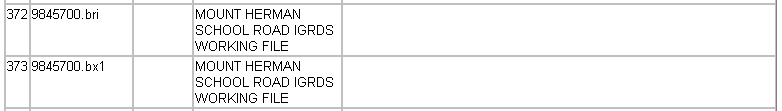 372 9845700.bri MOUNT HERMAN
SCHOOL ROAD IGRDS
WORKING FILE
373 9845700.bx1 MOUNT HERMAN
SCHOOL ROAD IGRDS
WORKING FILE